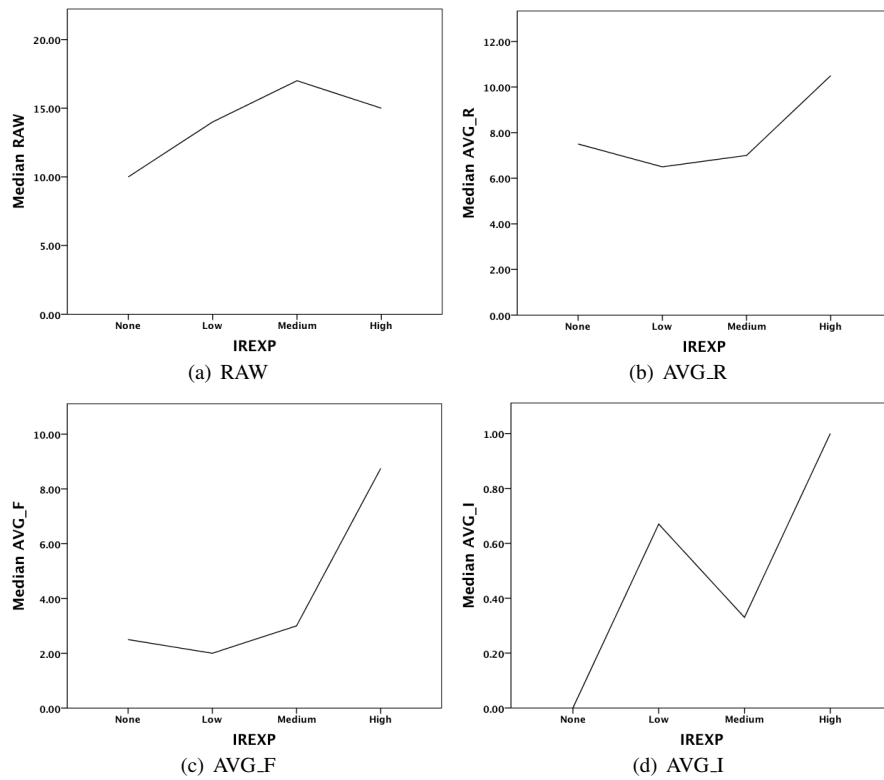 Median RAW
20.00
15.00
10.00
5.00
0.00
None Low Medium High
IREXP
(a) RAW
Median AVG_R
12.00
10.00
8.00
6.00
4.00
2.00
0.00
None Low Medium High
IREXP
(b) AVG_R
Median AVG_F
10.00
8.00
6.00
4.00
2.00
0.00
None Low Medium High
IREXP
(c) AVG_F
Median AVG_I
1.00
0.80
0.60
0.40
0.20
0.00
None Low Medium High
IREXP
(d) AVG_I